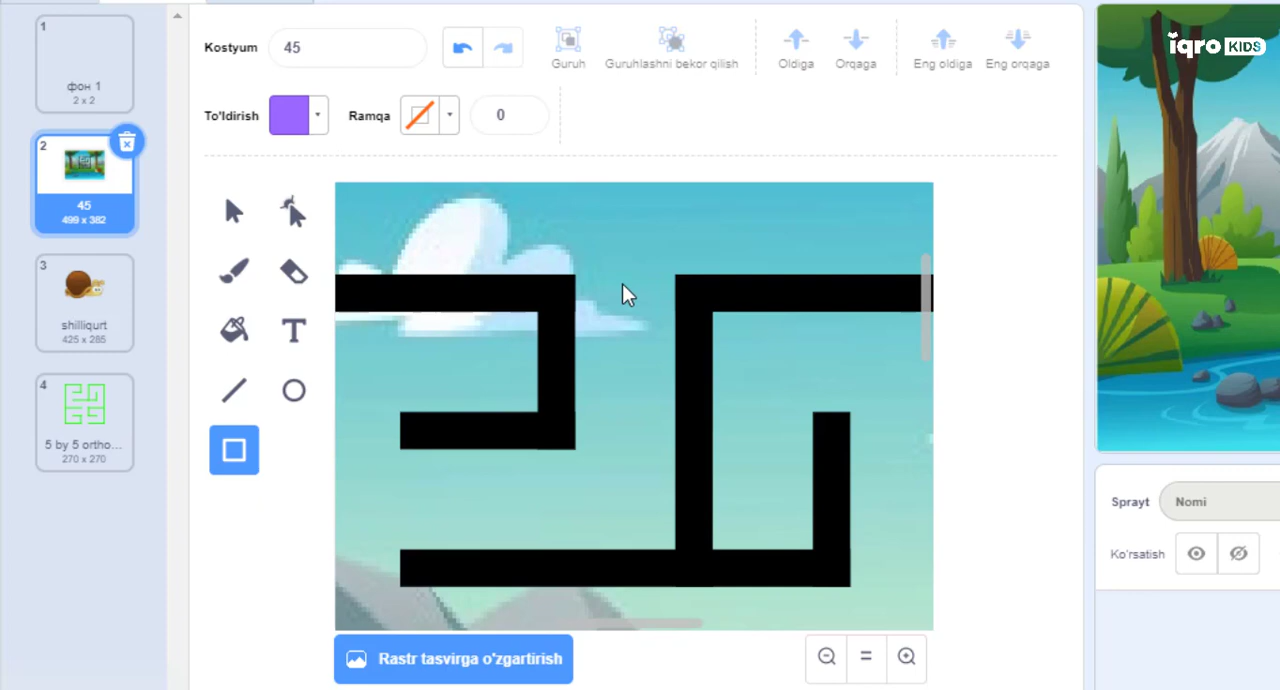 1
фон 1
2 x 2
2
45
499 x 382
3
shilliqurt
425 x 285
4
5 by 5 ortho...
270 x 270
Kostyum 45
Guruh
Guruhlashni bekor qilish
Oldiga
Orqaga
Eng oldiga
Eng orqaga
To'ldirish
Ramqa
0
T
Rastr tasvirga o'zgartirish
iqro KIDS
Sprayt Nomi
Ko'rsatish